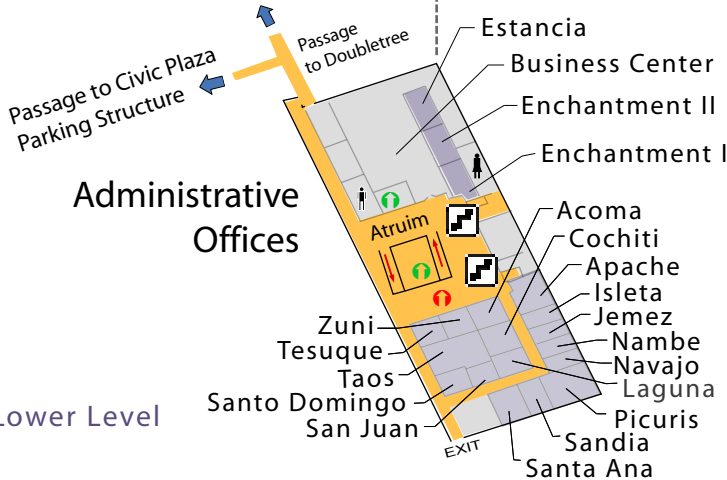 Estancia
Passage
to Doubletree
Business Center
Passage to Civic Plaza
Parking Structure
Enchantment II
Enchantment I
Administrative
Offices
Atruim
Acoma
Cochiti
Apache
Isleta
Jemez
Zuni
Nambe
Tesuque
Navajo
Taos
Laguna
Santo Domingo
Lower Level
Picuris
San Juan
Sandia
EXIT
Santa Ana